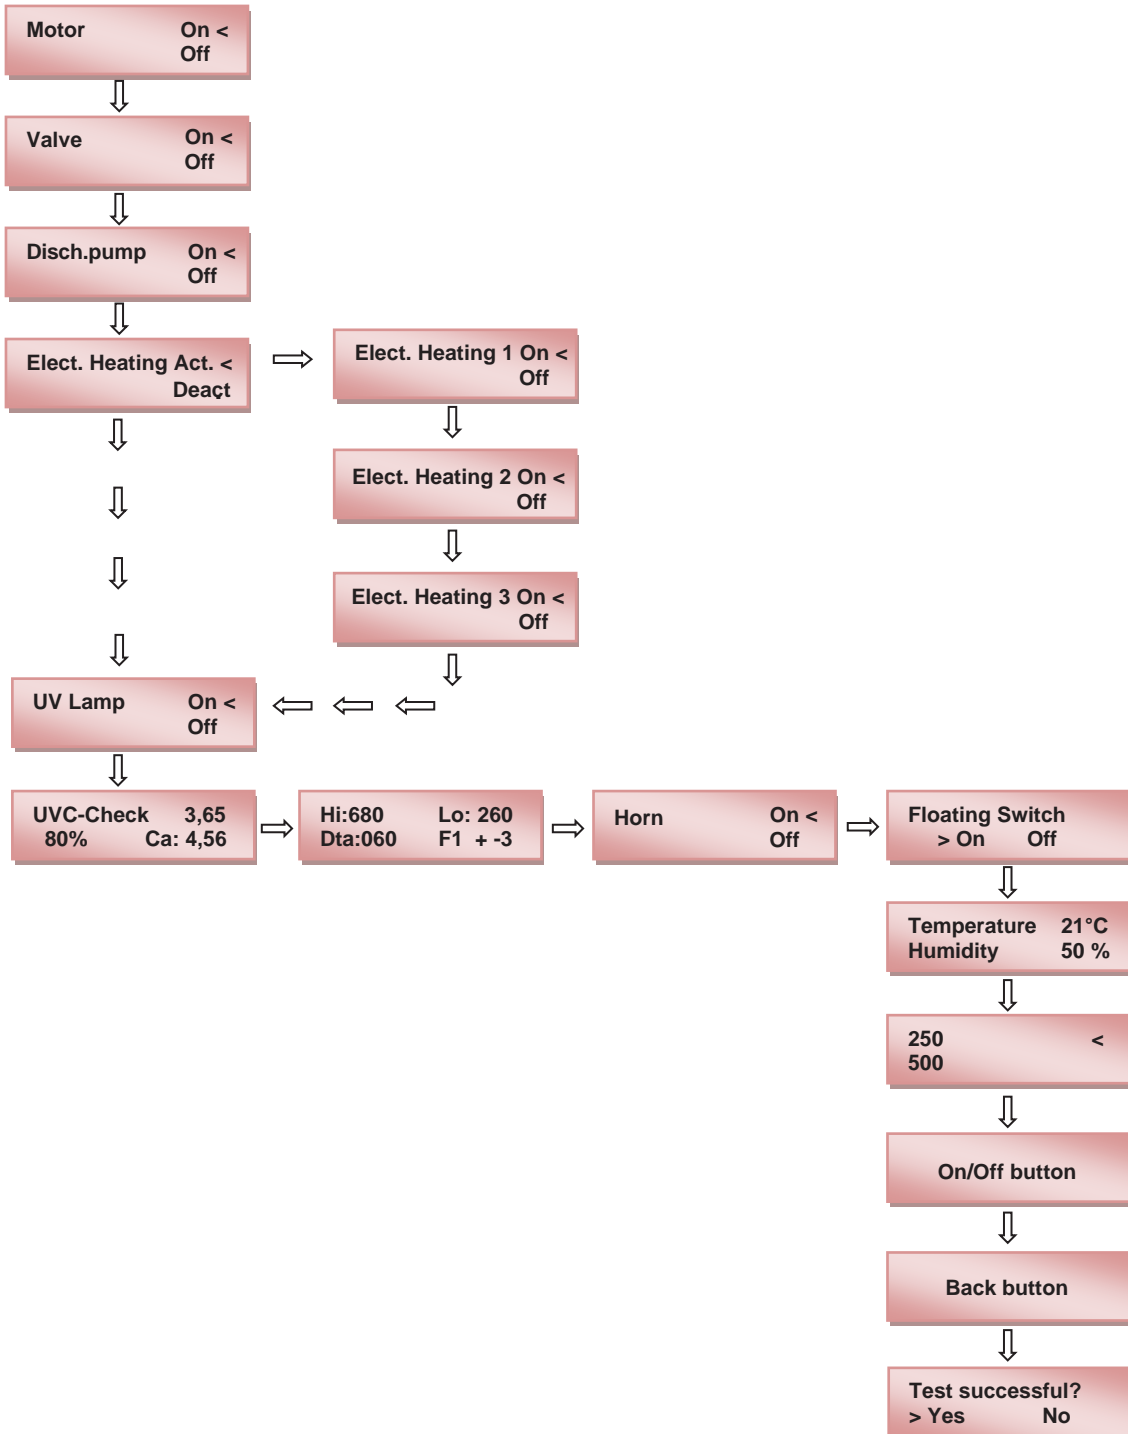 Motor On <
Off
Valve On <
Off
Disch.pump On <
Off
Elect. Heating Act. <
Deact.
Elect. Heating 1 On <
Off
Elect. Heating 2 On <
Off
Elect. Heating 3 On <
Off
UV Lamp On <
Off
UVC-Check 3,65
80% Ca: 4,56
Hi:680 Lo: 260
Dta:060 F1 + -3
Horn On <
Off
Floating Switch
> On Off
Temperature 21°C
Humidity 50 %
250 <
500
On/Off button
Back button
Test successful?
> Yes No